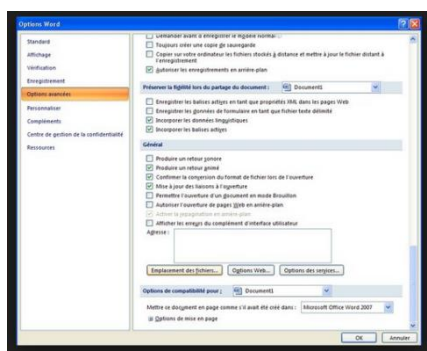 Options Word
Standard
Affichage
Vérification
Enregistrement
Options avancées
Personnaliser
Compléments
Centre de gestion de la confidentialité
Ressources
Demander avant d'enregistrer le modèle Normal
Toujours créer une copie de sauvegarde
Copier sur votre ordinateur les fichiers stockés à distance et mettre à jour le fichier distant à
l'enregistrement
Autoriser les enregistrements en arrière-plan
Préserver la fidélité lors du partage du document : Document1
Enregistrer les balises actives en tant que propriétés XML dans les pages Web
Enregistrer les données de formulaire en tant que fichier texte délimité
Incorporer les données linguistiques
Incorporer les balises actives
Général
Produire un retour sonore
Produire un retour animé
Confirmer la conversion du format de fichier lors de l'ouverture
Mise à jour des liaisons à l'ouverture
Permettre l'ouverture d'un document en mode Brouillon
Autoriser l'ouverture de pages Web en arrière-plan
Activer la repagination en arrière-plan
Afficher les erreurs du complément d'interface utilisateur
Adresse :
Emplacement des fichiers... Options Web... Options des services...
Options de compatibilité pour : Document1
Mettre ce document en page comme s'il avait été créé dans : Microsoft Office Word 2007
Options de mise en page
OK Annuler